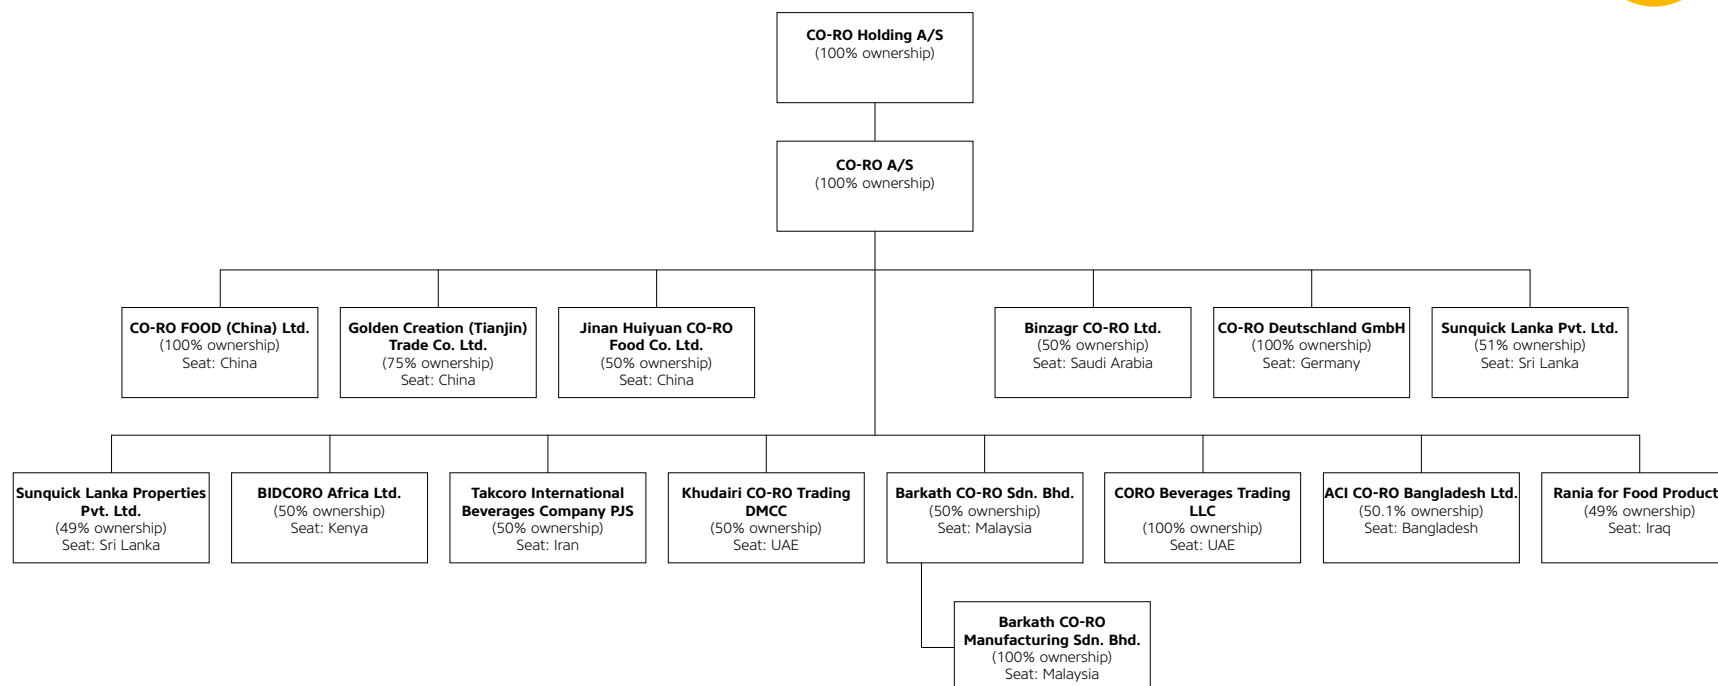 CO-RO Holding A/S
(100% ownership)
CO-RO A/S
(100% ownership)
CO-RO FOOD (China) Ltd.
(100% ownership)
Seat: China
Golden Creation (Tianjin)
Trade Co. Ltd.
(75% ownership)
Seat: China
Jinan Huiyuan CO-RO
Food Co. Ltd.
(50% ownership)
Seat: China
Binzagr CO-RO Ltd.
(50% ownership)
Seat: Saudi Arabia
CO-RO Deutschland GmbH
(100% ownership)
Seat: Germany
Sunquick Lanka Pvt. Ltd.
(51% ownership)
Seat: Sri Lanka
Sunquick Lanka Properties
Pvt. Ltd.
(49% ownership)
Seat: Sri Lanka
BIDCORO Africa Ltd.
(50% ownership)
Seat: Kenya
Takcoro International
Beverages Company PJS
(50% ownership)
Seat: Iran
Khudairi CO-RO Trading
DMCC
(50% ownership)
Seat: UAE
Barkath CO-RO Sdn. Bhd.
(50% ownership)
Seat: Malaysia
CORO Beverages Trading
LLC
(100% ownership)
Seat: UAE
ACI CO-RO Bangladesh Ltd.
(50.1% ownership)
Seat: Bangladesh
Rania for Food Product
(49% ownership)
Seat: Iraq
Barkath CO-RO
Manufacturing Sdn. Bhd.
(100% ownership)
Seat: Malaysia